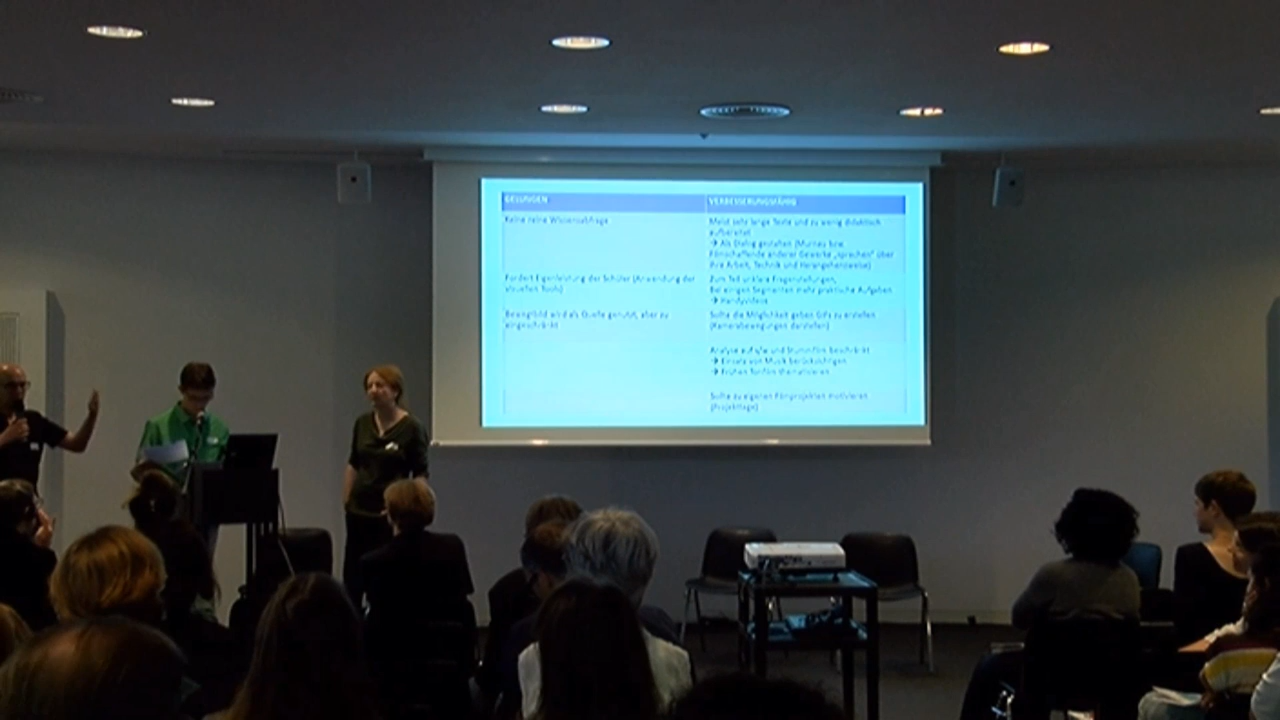 GELUNGEN
Keine reine Wissensabfrage
Fordert Eigenleistung der Schüler (Anwendung der
visuellen Tools)
Bewegtbild wird als Quelle genutzt, aber zu
eingeschränkt
VERBESSERUNGSFÄHIG
Meist sehr lange Texte und zu wenig didaktisch
aufbereitet
→ Als Dialog gestalten (Murnau bzw.
Filmschaffende anderer Gewerke „sprechen" über
ihre Arbeit, Technik und Herangehensweise)
Zum Teil unklare Fragestellungen,
Bei einigen Segmenten mehr praktische Aufgaben
→ Handyvideos
Sollte die Möglichkeit geben Gifs zu erstellen
(Kamerabewegungen darstellen)
Analyse auf s/w und Stummfilm beschränkt
→ Einsatz von Musik berücksichtigen
→ Frühen Tonfilm thematisieren
Sollte zu eigenen Filmprojekten motivieren
(Projekttage)